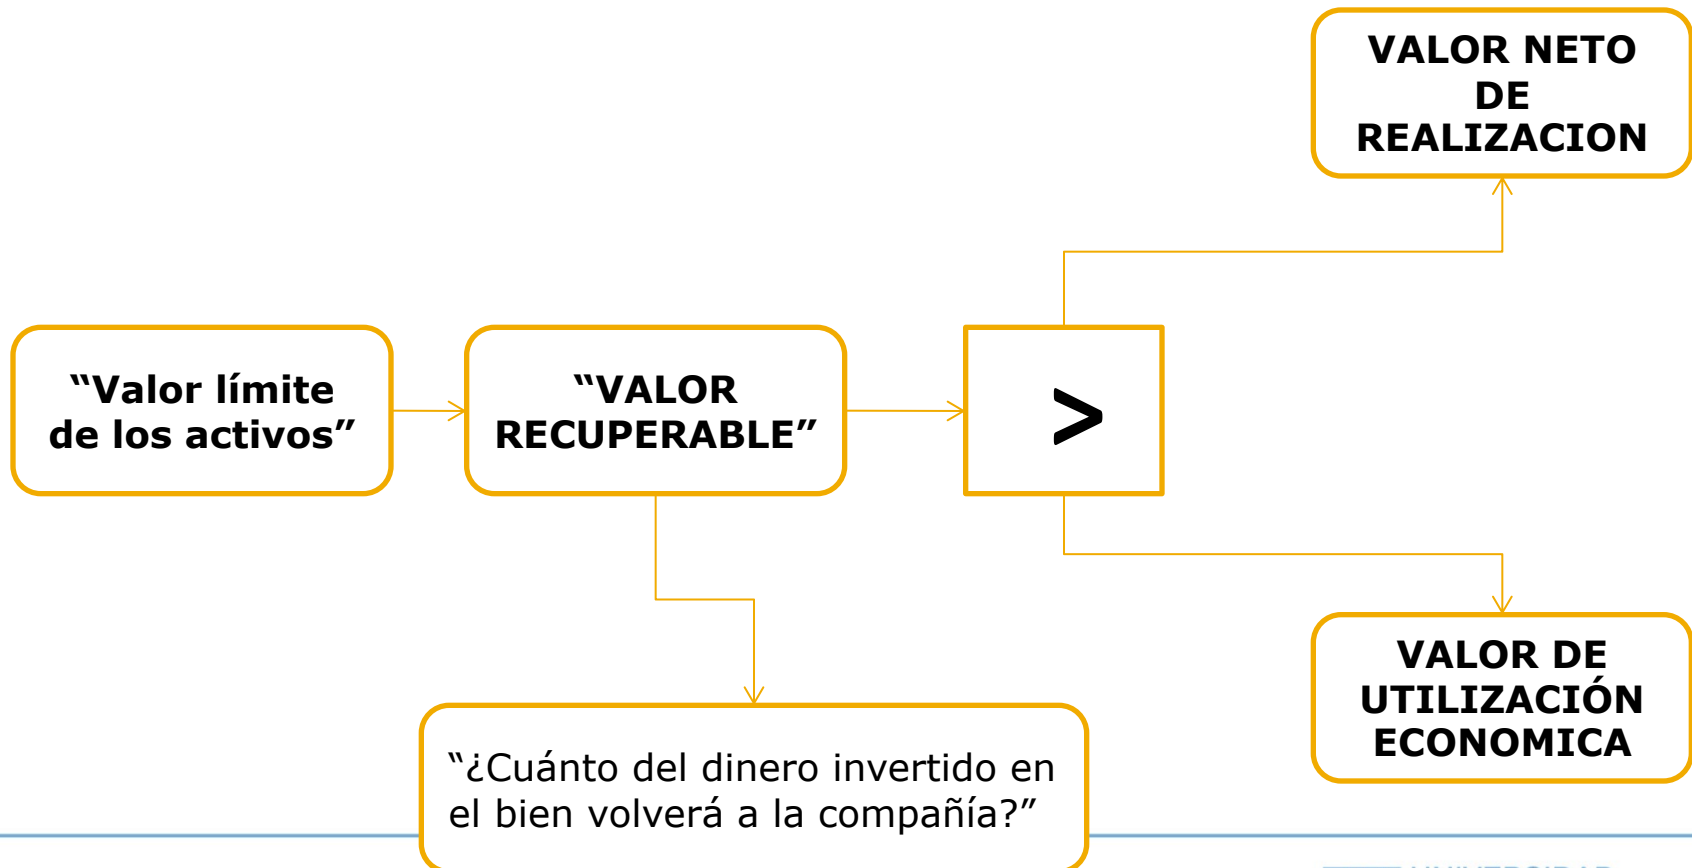 VALOR NETO
DE
REALIZACION
“Valor límite
de los activos”
“VALOR
RECUPERABLE”
>
VALOR DE
UTILIZACIÓN
ECONOMICA
“¿Cuánto del dinero invertido en
el bien volverá a la compañía?”